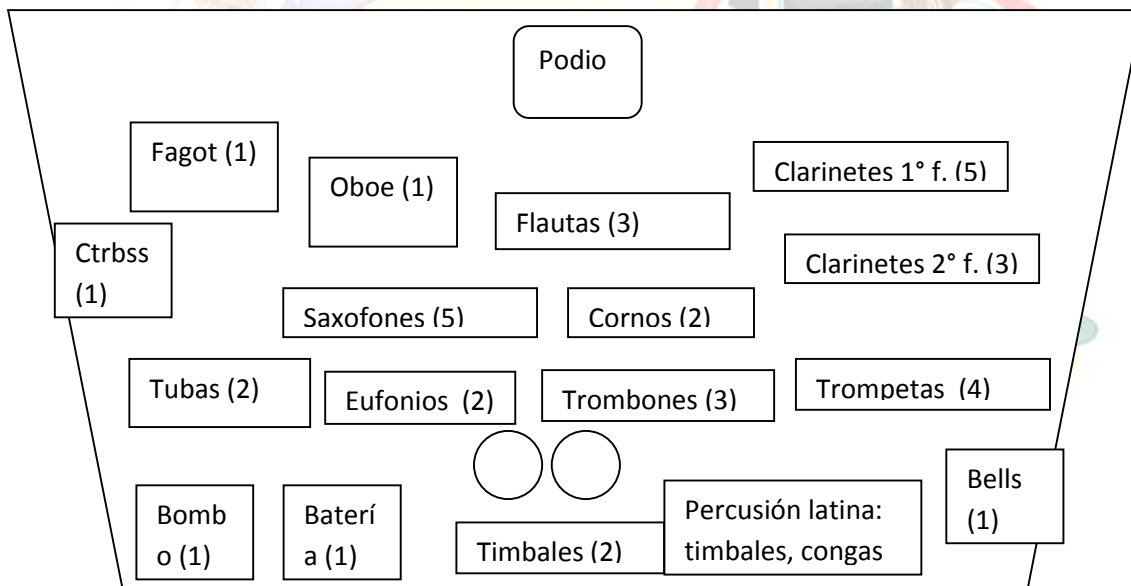 Podio
Fagot (1)
Oboe (1)
Clarinetes 1° f. (5)
Flautas (3)
Ctrbss
(1)
Clarinetes 2° f. (3)
Saxofones (5)
Cornos (2)
Tubas (2)
Eufonios (2)
Trombones (3)
Trompetas (4)
Bells
(1)
Bomb
o (1)
Baterí
a (1)
Timbales (2)
Percusión latina:
timbales, congas